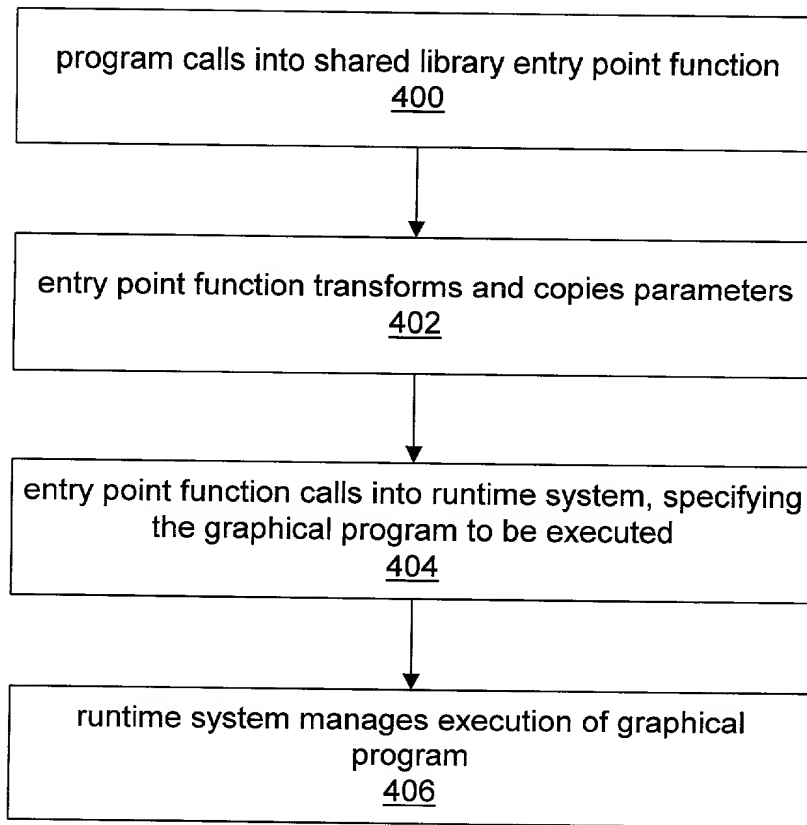 program calls into shared library entry point function
400
entry point function transforms and copies parameters
402
entry point function calls into runtime system, specifying
the graphical program to be executed
404
runtime system manages execution of graphical
program
406